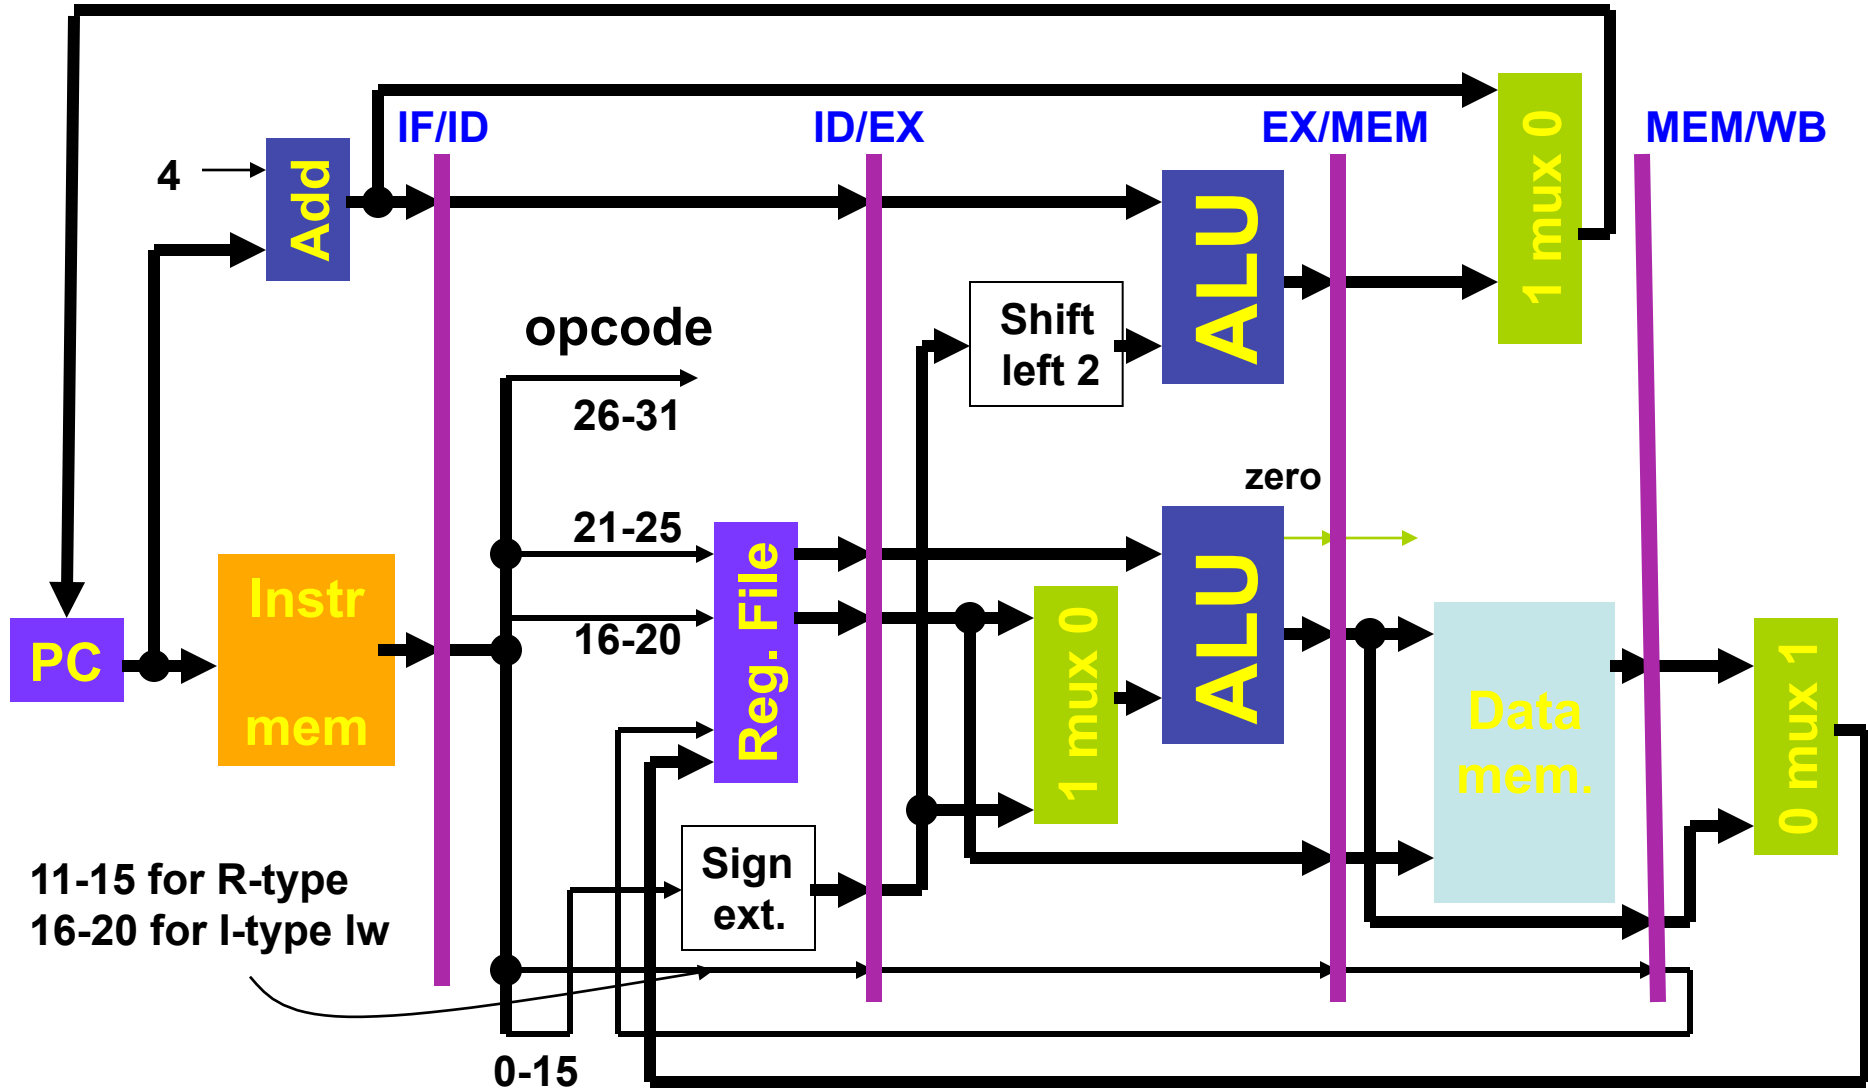 IF/ID
ID/EX
EX/MEM
MEM/WB
4
Add
ALU
1 mux 0
opcode
26-31
Shift
left 2
zero
21-25
16-20
PC
Instr
mem
Reg. File
1 mux 0
ALU
Data
mem.
0 mux 1
Sign
ext.
11-15 for R-type
16-20 for I-type lw
0-15